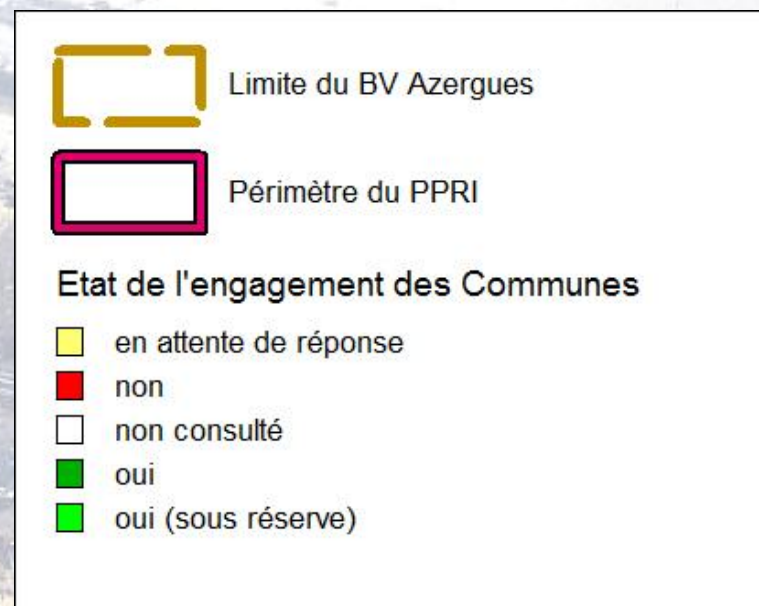 Limite du BV Azergues
Périmètre du PPRI
Etat de l'engagement des Communes
en attente de réponse
non
non consulté
oui
oui (sous réserve)